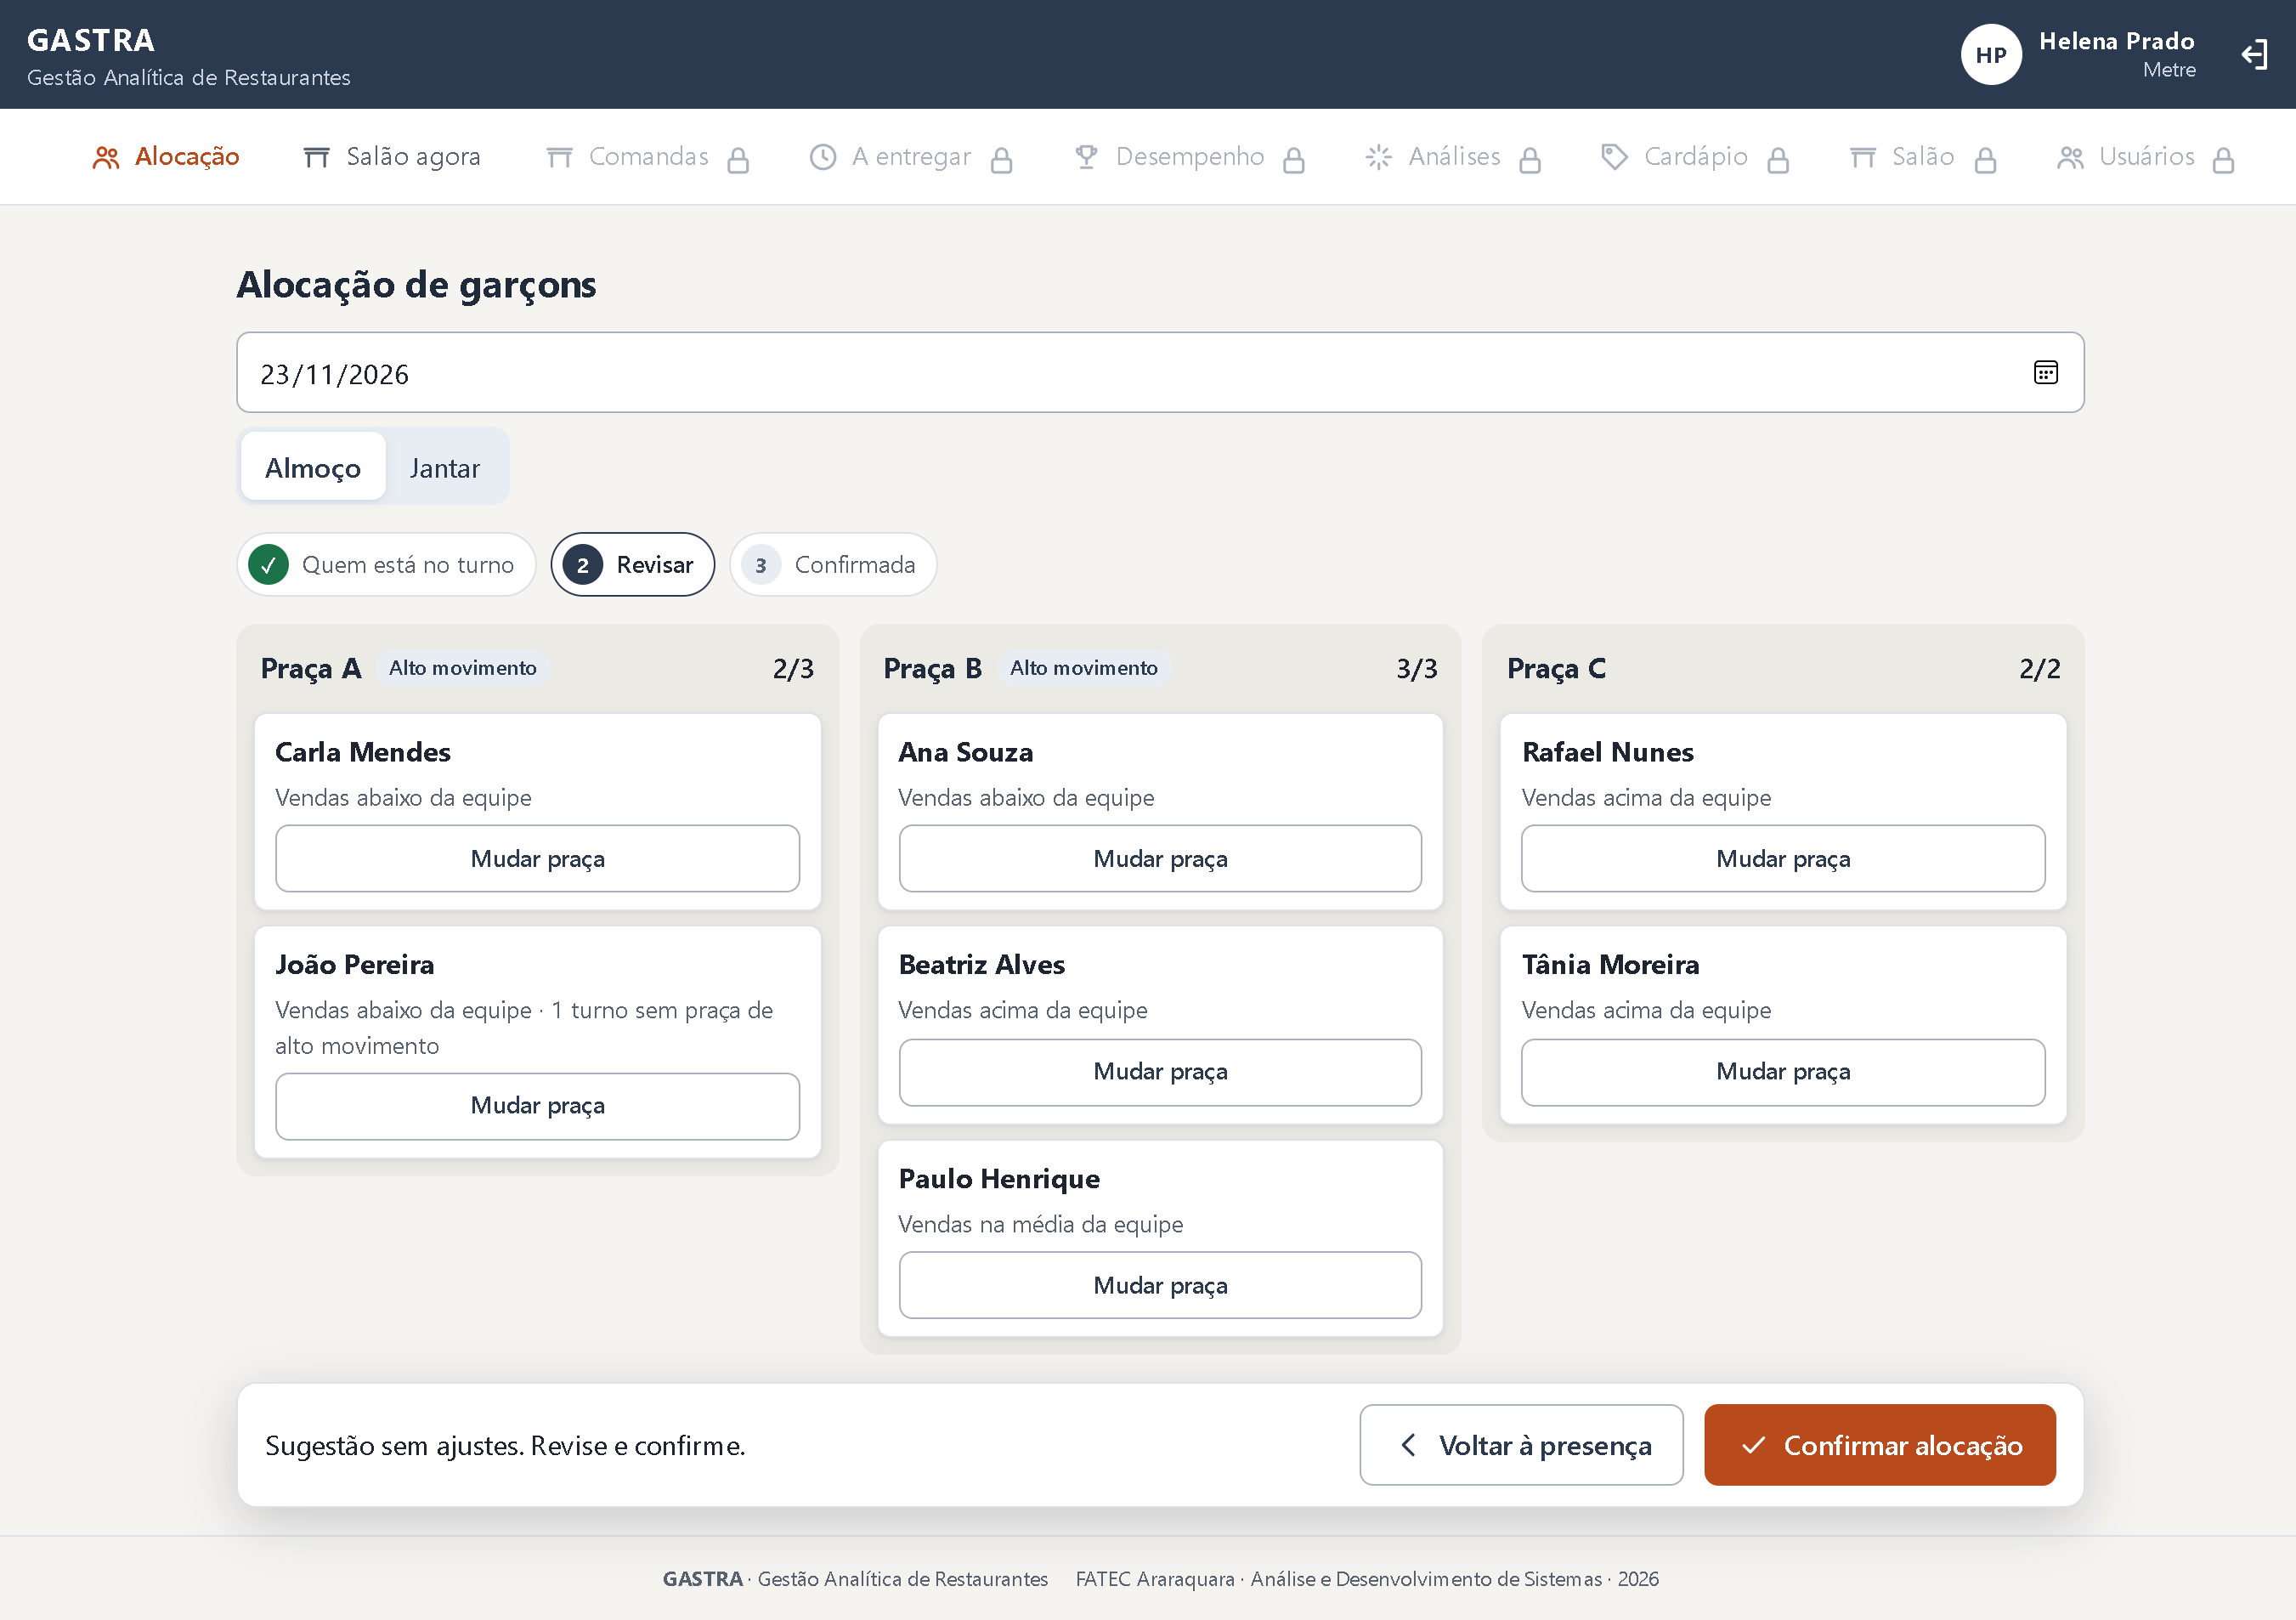 GASTRA
Gestão Analítica de Restaurantes
HP
Helena Prado
Metre
Alocação
Salão agora
Comandas
A entregar
Desempenho
Análises
Cardápio
Salão
Usuários
Alocação de garçons
23/11/2026
Almoço
Jantar
Quem está no turno
2 Revisar
3 Confirmada
Praça A Alto movimento 2/3
Carla Mendes
Vendas abaixo da equipe
Mudar praça
João Pereira
Vendas abaixo da equipe · 1 turno sem praça de
alto movimento
Mudar praça
Praça B Alto movimento 3/3
Ana Souza
Vendas abaixo da equipe
Mudar praça
Beatriz Alves
Vendas acima da equipe
Mudar praça
Paulo Henrique
Vendas na média da equipe
Mudar praça
Praça C 2/2
Rafael Nunes
Vendas acima da equipe
Mudar praça
Tânia Moreira
Vendas acima da equipe
Mudar praça
Sugestão sem ajustes. Revise e confirme.
Voltar à presença
Confirmar alocação
GASTRA · Gestão Analítica de Restaurantes FATEC Araraquara · Análise e Desenvolvimento de Sistemas · 2026